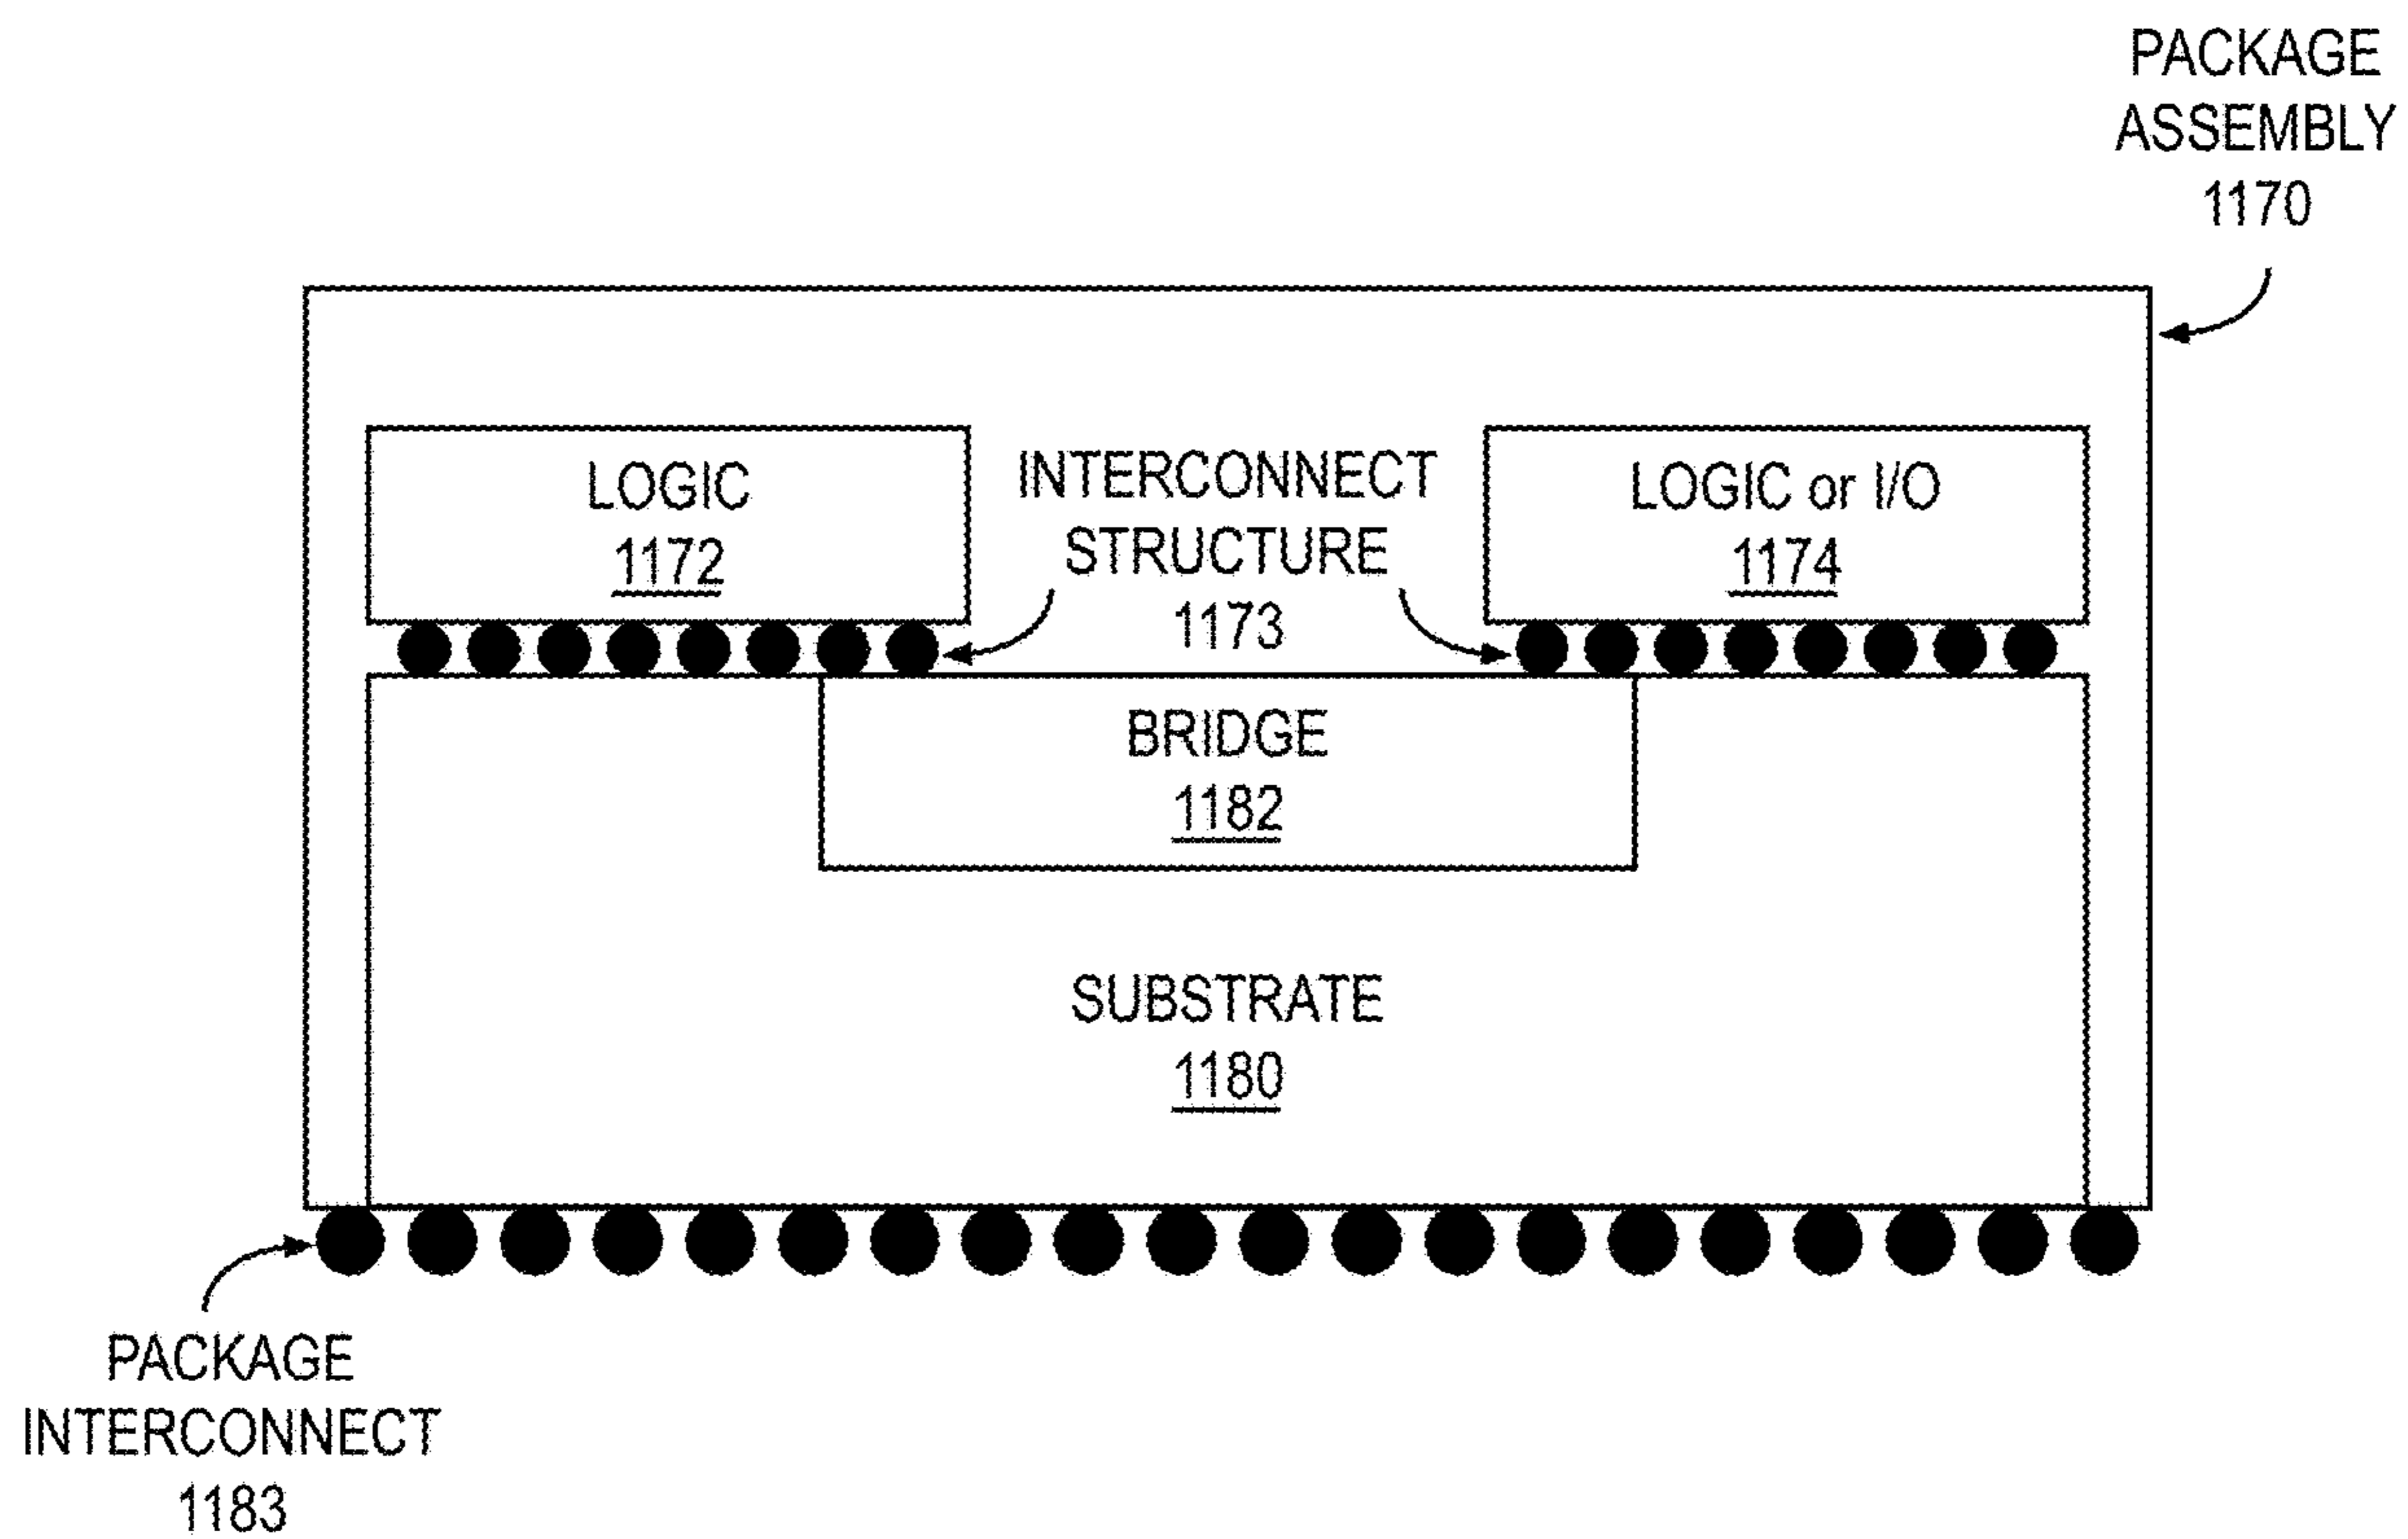 PACKAGE
ASSEMBLY
1170
LOGIC
1172
INTERCONNECT
STRUCTURE
1173
LOGIC or I/O
1174
BRIDGE
1182
SUBSTRATE
1180
PACKAGE
INTERCONNECT
1183